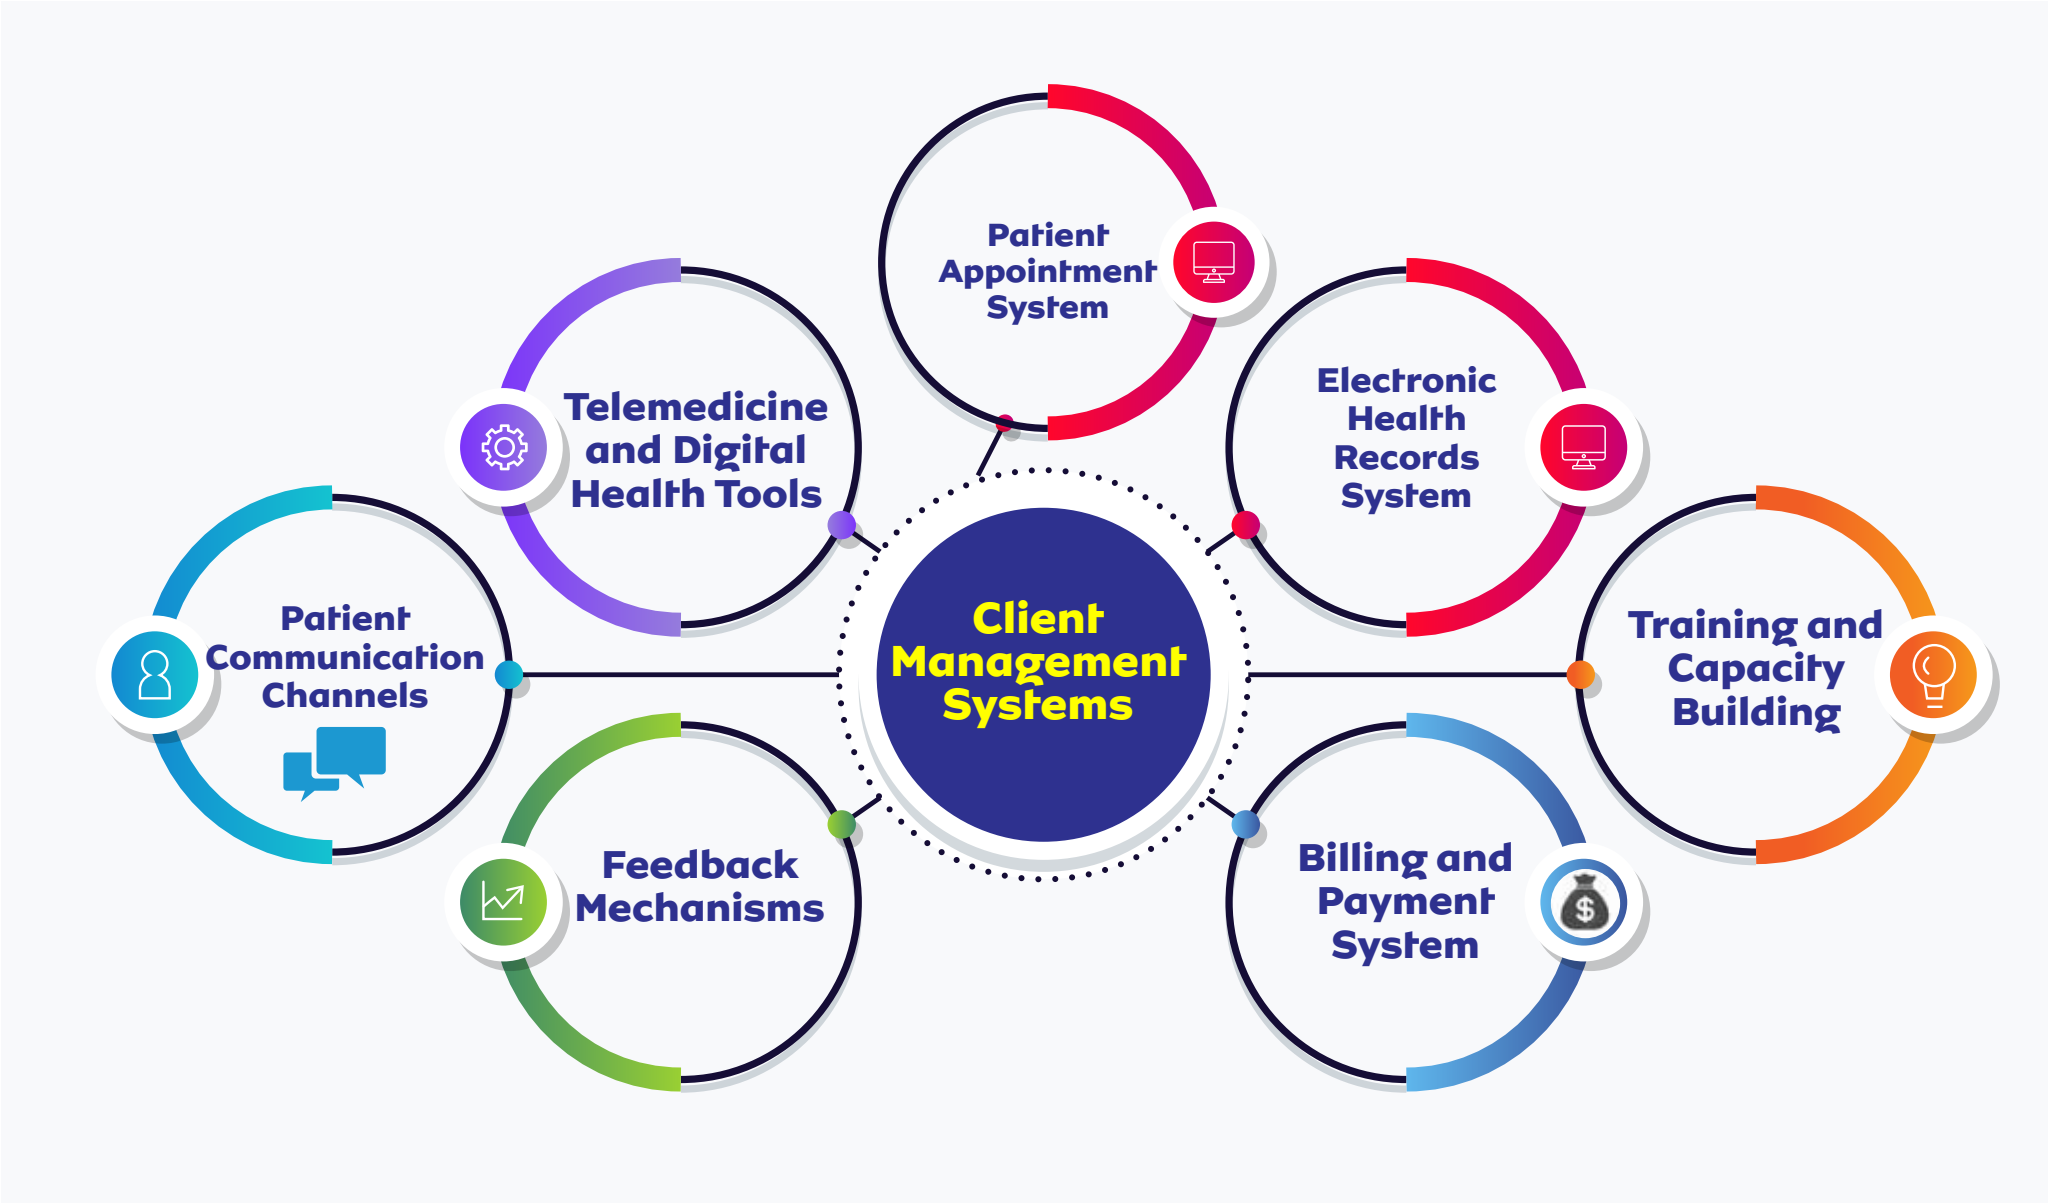 Patient
Appointment
System
Telemedicine
and Digital
Health Tools
Electronic
Health
Records
System
Patient
Communication
Channels
Client
Management
Systems
Training and
Capacity
Building
Feedback
Mechanisms
Billing and
Payment
System
$